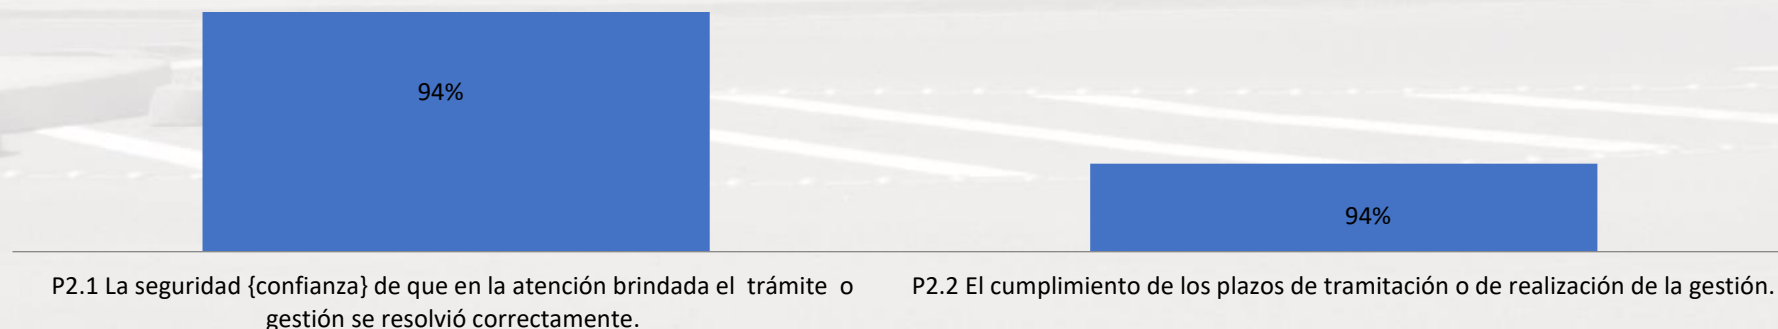 94%
94%
P2.1 La seguridad {confianza} de que en la atención brindada el trámite o
gestión se resolvió correctamente.
P2.2 El cumplimiento de los plazos de tramitación o de realización de la gestión.